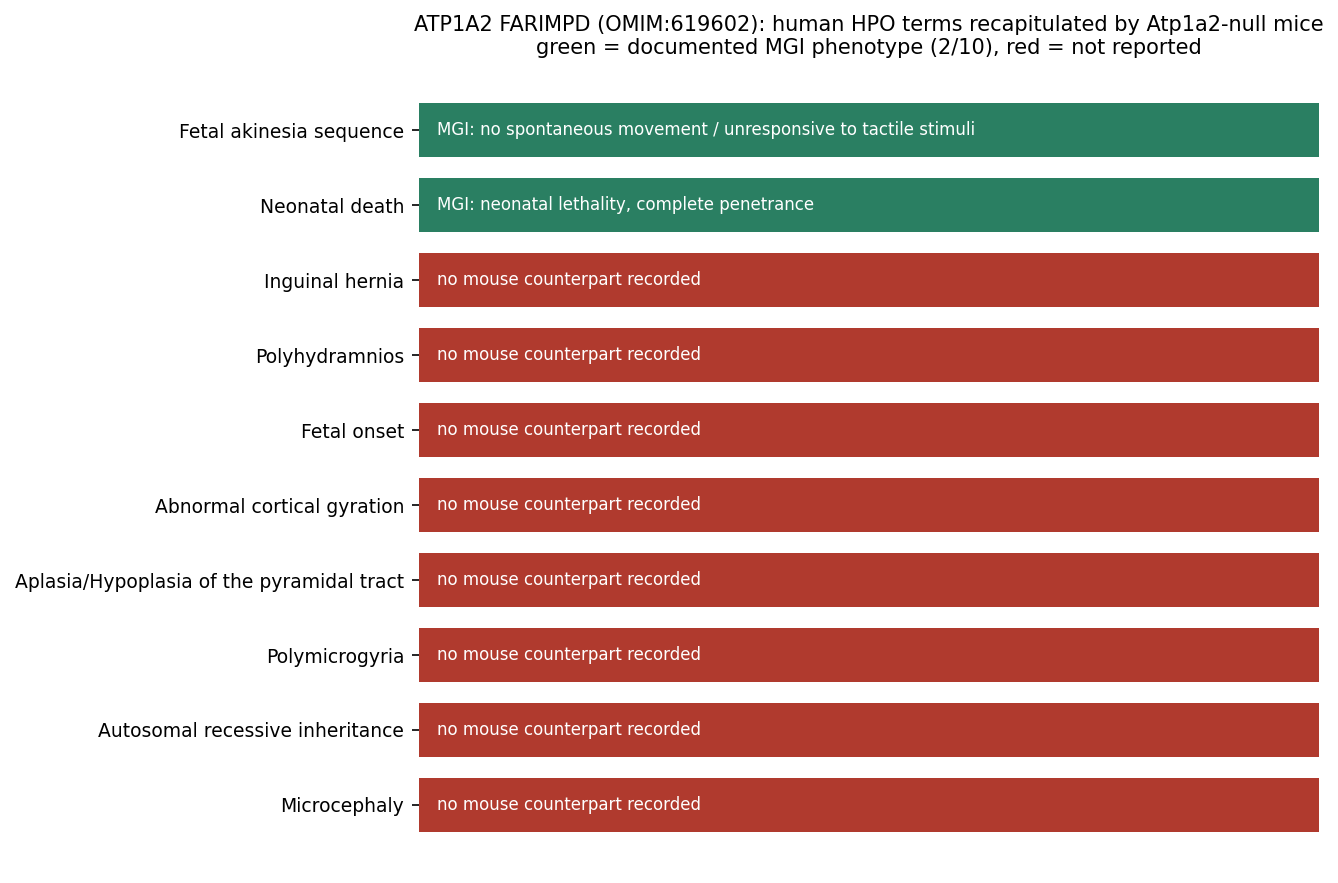 ATP1A2 FARIMPD (OMIM:619602): human HPO terms recapitulated by Atp1a2-null mice
green = documented MGI phenotype (2/10), red = not reported
Fetal akinesia sequence
MGI: no spontaneous movement / unresponsive to tactile stimuli
Neonatal death
MGI: neonatal lethality, complete penetrance
Inguinal hernia
no mouse counterpart recorded
Polyhydramnios
no mouse counterpart recorded
Fetal onset
no mouse counterpart recorded
Abnormal cortical gyration
no mouse counterpart recorded
Aplasia/Hypoplasia of the pyramidal tract
no mouse counterpart recorded
Polymicrogyria
no mouse counterpart recorded
Autosomal recessive inheritance
no mouse counterpart recorded
Microcephaly
no mouse counterpart recorded